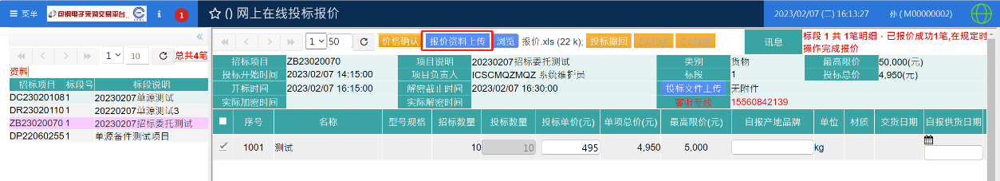 菜单 包钢电子采购交易平台 1 () 网上在线投标报价 2023/02/07 (二) 16:13:27 孙 ( M00000002)
1 10 总共4笔
资料
招标项目 标段号 标段说明
DC23020108 1 20230207单源测试
DR23020110 1 20220207单源测试3
ZB23020070 1 20230207招标委托测试
DP22060255 1 单源备件测试项目
1 50 价格确认 报价资料上传 浏览 报价.xls (22 k); 投标撤回 讯息 标段 1 共 1笔明细 - 已报价成功1笔,在规定时
操作完成报价
招标项目 ZB23020070 项目说明 20230207招标委托测试 类别 货物 最高限价 50,000(元)
投标开始时间 2023/02/07 14:15:00 项目负责人 ICSCMQZMQZ 系统维护员 标段 1 投标总价 4,950(元)
开标时间 2023/02/07 16:15:00 解密截止时间 2023/02/07 16:30:00 投标文件上传 无附件
实际加密时间 实际解密时间 客服专线 15560842139
序号 名称 型号规格 招标数量 投标数量 投标单价(元) 单项总价(元) 最高限价(元) 自报产地品牌 单位 材质 交货日期 自报供货日期
1001 测试 10 10 495 4,950 5,000 kg